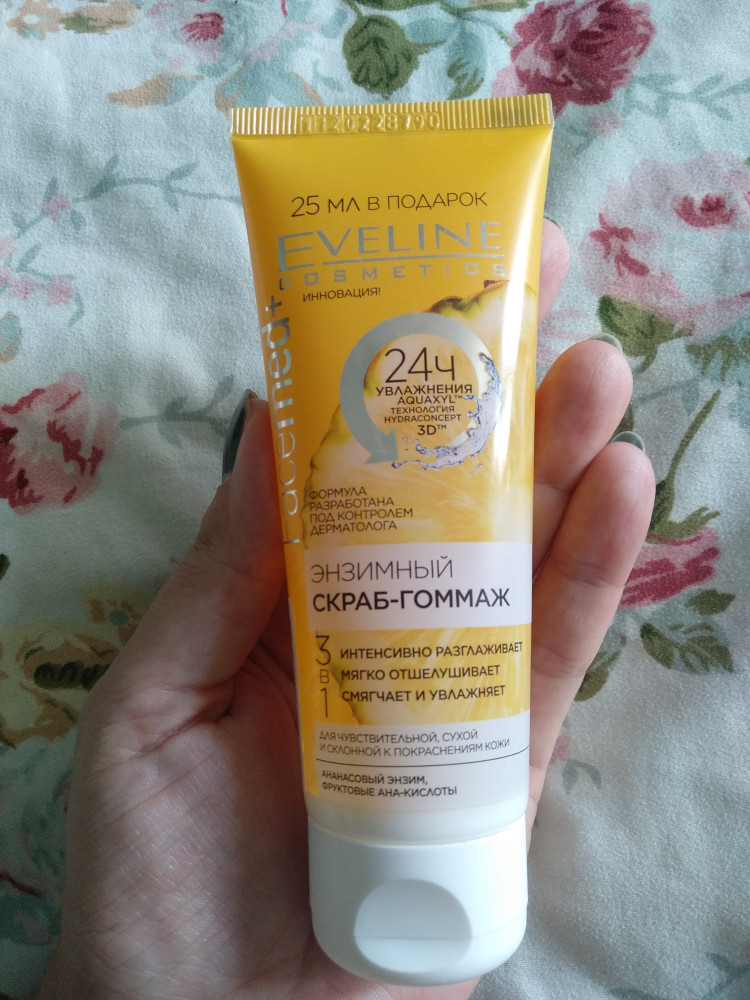 1120228790
25 МЛ В ПОДАРОК
EVELINE
COSMETICS
ИННОВАЦИЯ!
facemed+
24ч
УВЛАЖНЕНИЯ
AQUAXYL™
ТЕХНОЛОГИЯ
HYDRACONCEPT
3D™
ФОРМУЛА
РАЗРАБОТАНА
ПОД КОНТРОЛЕМ
ДЕРМАТОЛОГА
ЭНЗИМНЫЙ
СКРАБ-ГОММАЖ
3 В 1
ИНТЕНСИВНО РАЗГЛАЖИВАЕТ
МЯГКО ОТШЕЛУШИВАЕТ
СМЯГЧАЕТ И УВЛАЖНЯЕТ
ДЛЯ ЧУВСТВИТЕЛЬНОЙ, СУХОЙ
И СКЛОННОЙ К ПОКРАСНЕНИЯМ КОЖИ
АНАНАСОВЫЙ ЭНЗИМ,
ФРУКТОВЫЕ АНА-КИСЛОТЫ